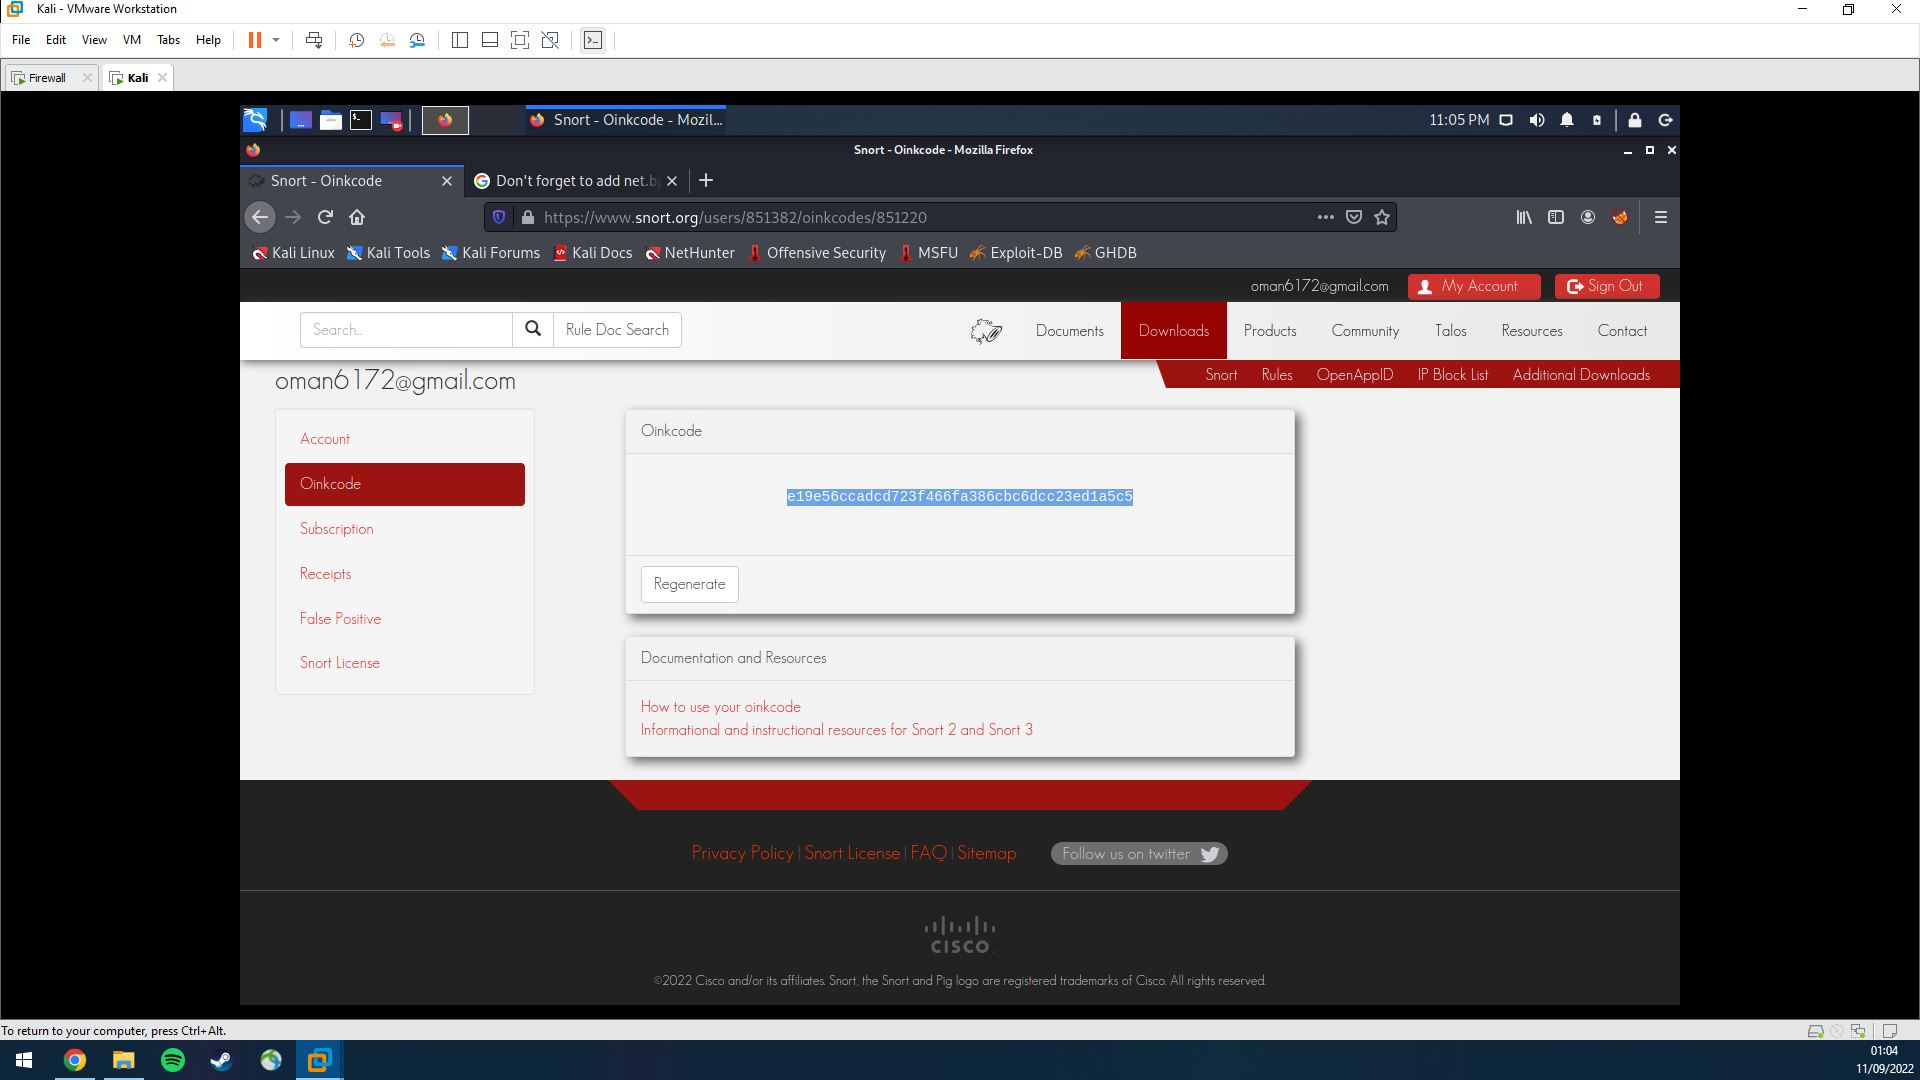 Kali - VMware Workstation
File Edit View VM Tabs Help
Firewall Kali
Snort - Oinkcode - Mozil... 11:05 PM
Snort - Oinkcode - Mozilla Firefox
Snort - Oinkcode Don't forget to add net.b
https://www.snort.org/users/851382/oinkcodes/851220
Kali Linux Kali Tools Kali Forums Kali Docs NetHunter Offensive Security MSFU Exploit-DB GHDB
oman6172@gmail.com My Account Sign Out
Search... Rule Doc Search Documents Downloads Products Community Talos Resources Contact
oman6172@gmail.com
Snort Rules OpenAppID IP Block List Additional Downloads
Account
Oinkcode
Subscription
Receipts
False Positive
Snort License
Oinkcode
e19e56ccadcd723f466fa386cbc6dcc23ed1a5c5
Regenerate
Documentation and Resources
How to use your oinkcode
Informational and instructional resources for Snort 2 and Snort 3
Privacy Policy | Snort License | FAQ | Sitemap Follow us on twitter
CISCO
©2022 Cisco and/or its affiliates. Snort, the Snort and Pig logo are registered trademarks of Cisco. All rights reserved.
To return to your computer, press Ctrl+Alt.
01:04
11/09/2022